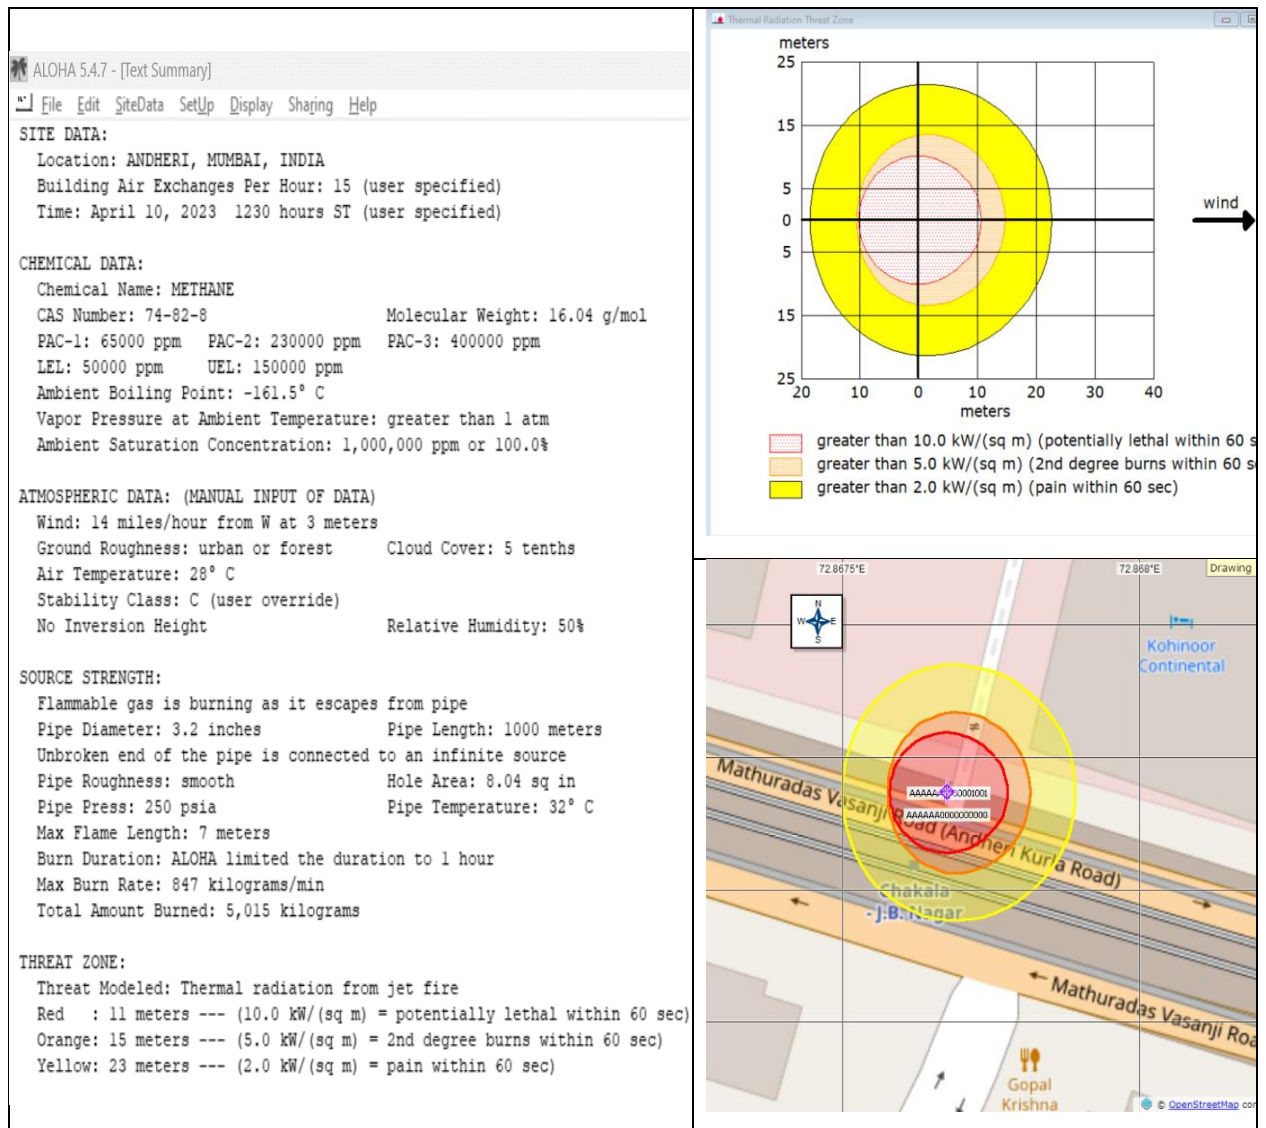 ALOHA 5.4.7 - [Text Summary]
File Edit SiteData SetUp Display Sharing Help
SITE DATA:
Location: ANDHERI, MUMBAI, INDIA
Building Air Exchanges Per Hour: 15 (user specified)
Time: April 10, 2023 1230 hours ST (user specified)
CHEMICAL DATA:
Chemical Name: METHANE
CAS Number: 74-82-8 Molecular Weight: 16.04 g/mol
PAC-1: 65000 ppm PAC-2: 230000 ppm PAC-3: 400000 ppm
LEL: 50000 ppm UEL: 150000 ppm
Ambient Boiling Point: -161.5° C
Vapor Pressure at Ambient Temperature: greater than 1 atm
Ambient Saturation Concentration: 1,000,000 ppm or 100.0%
ATMOSPHERIC DATA: (MANUAL INPUT OF DATA)
Wind: 14 miles/hour from W at 3 meters
Ground Roughness: urban or forest Cloud Cover: 5 tenths
Air Temperature: 28° C
Stability Class: C (user override)
No Inversion Height Relative Humidity: 50%
SOURCE STRENGTH:
Flammable gas is burning as it escapes from pipe
Pipe Diameter: 3.2 inches Pipe Length: 1000 meters
Unbroken end of the pipe is connected to an infinite source
Pipe Roughness: smooth Hole Area: 8.04 sq in
Pipe Press: 250 psia Pipe Temperature: 32° C
Max Flame Length: 7 meters
Burn Duration: ALOHA limited the duration to 1 hour
Max Burn Rate: 847 kilograms/min
Total Amount Burned: 5,015 kilograms
THREAT ZONE:
Threat Modeled: Thermal radiation from jet fire
Red : 11 meters --- (10.0 kW/(sq m) = potentially lethal within 60 sec)
Orange: 15 meters --- (5.0 kW/(sq m) = 2nd degree burns within 60 sec)
Yellow: 23 meters --- (2.0 kW/(sq m) = pain within 60 sec)
Thermal Radiation Threat Zone
meters
25
15
5
0
5
15
25
20 10 0 10 20 30 40
meters
wind
greater than 10.0 kW/(sq m) (potentially lethal within 60 s
greater than 5.0 kW/(sq m) (2nd degree burns within 60 s
greater than 2.0 kW/(sq m) (pain within 60 sec)
72.8675°E 72.868°E Drawing
N
W E
S
Kohinoor
Continental
Mathuradas Vasanji Road (Andheri Kurla Road)
AAAAAA0000000000
Chakala
- J.B. Nagar
Mathuradas Vasanji Roa
Gopal
Krishna
© OpenStreetMap con